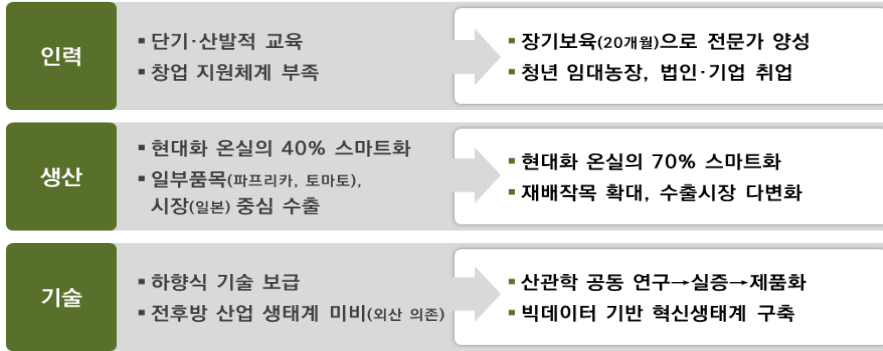 인력
▪ 단기·산발적 교육
▪ 창업 지원체계 부족
▪ 장기보육(20개월)으로 전문가 양성
▪ 청년 임대농장, 법인·기업 취업
생산
▪ 현대화 온실의 40% 스마트화
▪ 일부품목(파프리카, 토마토),
시장(일본) 중심 수출
▪ 현대화 온실의 70% 스마트화
▪ 재배작목 확대, 수출시장 다변화
기술
▪ 하향식 기술 보급
▪ 전후방 산업 생태계 미비(외산 의존)
▪ 산관학 공동 연구→실증→제품화
▪ 빅데이터 기반 혁신생태계 구축